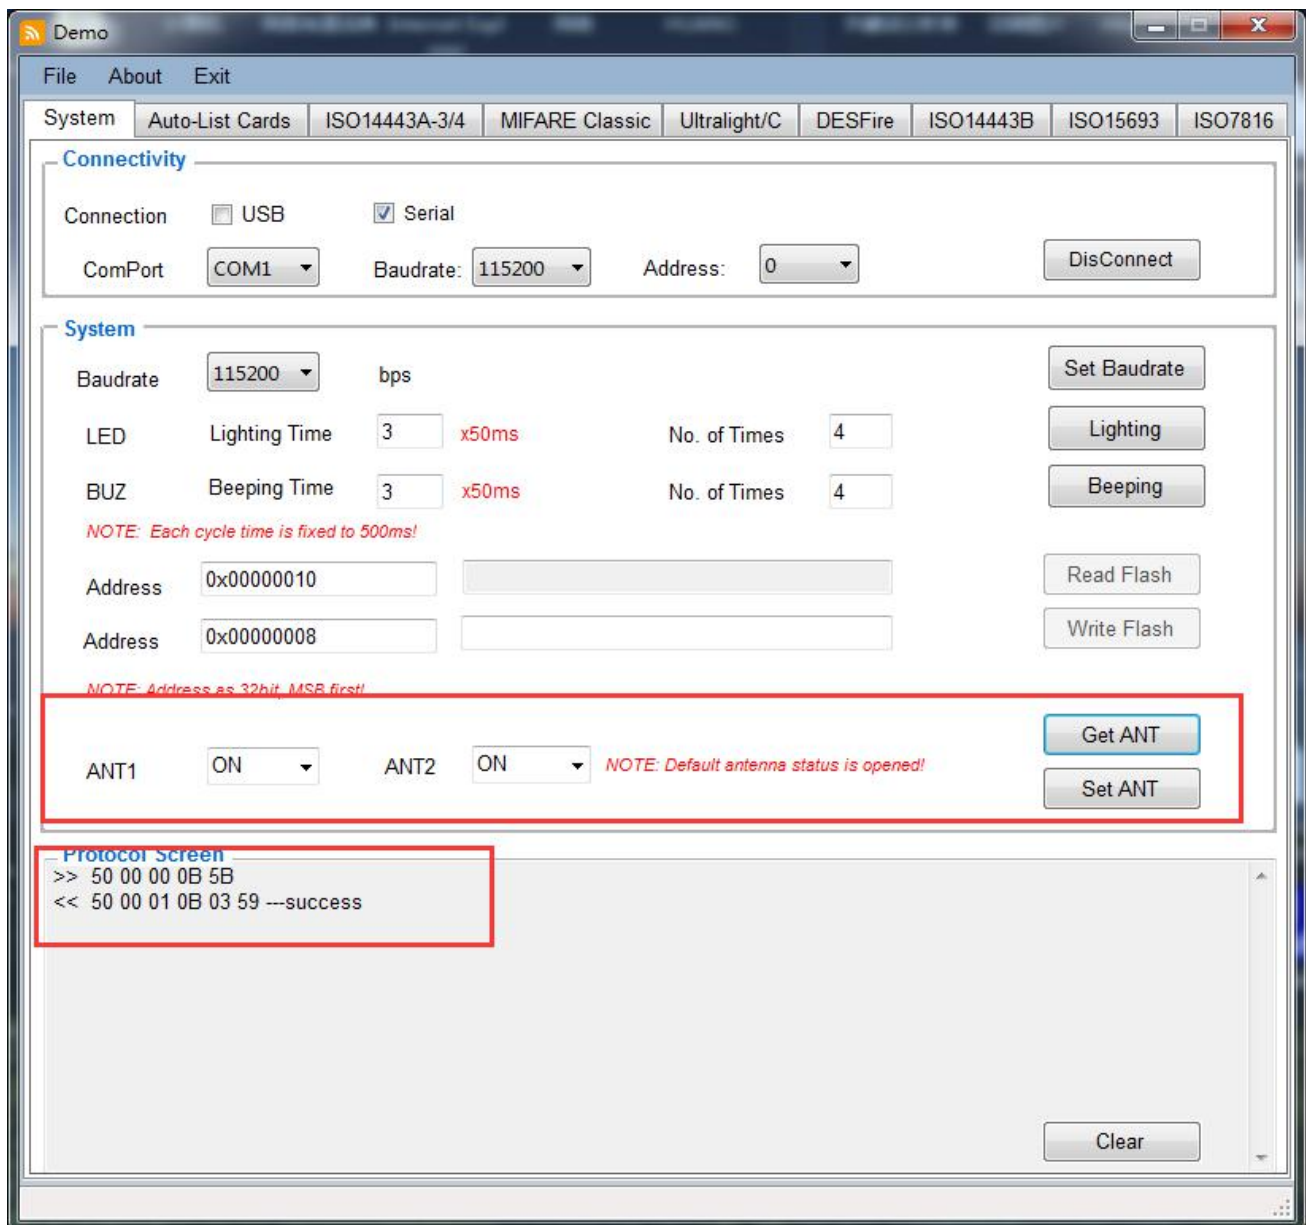 Demo
File About Exit
System Auto-List Cards ISO14443A-3/4 MIFARE Classic Ultralight/C DESFire ISO14443B ISO15693 ISO7816
Connectivity
Connection USB Serial
ComPort COM1 Baudrate: 115200 Address: 0 DisConnect
System
Baudrate 115200 bps Set Baudrate
LED Lighting Time 3 x50ms No. of Times 4 Lighting
BUZ Beeping Time 3 x50ms No. of Times 4 Beeping
NOTE: Each cycle time is fixed to 500ms!
Address 0x00000010 Read Flash
Address 0x00000008 Write Flash
NOTE: Address as 32bit, MSB first!
Get ANT
ANT1 ON ANT2 ON NOTE: Default antenna status is opened!
Set ANT
Protocol Screen
>> 50 00 00 0B 5B
<< 50 00 01 0B 03 59 ---success
Clear